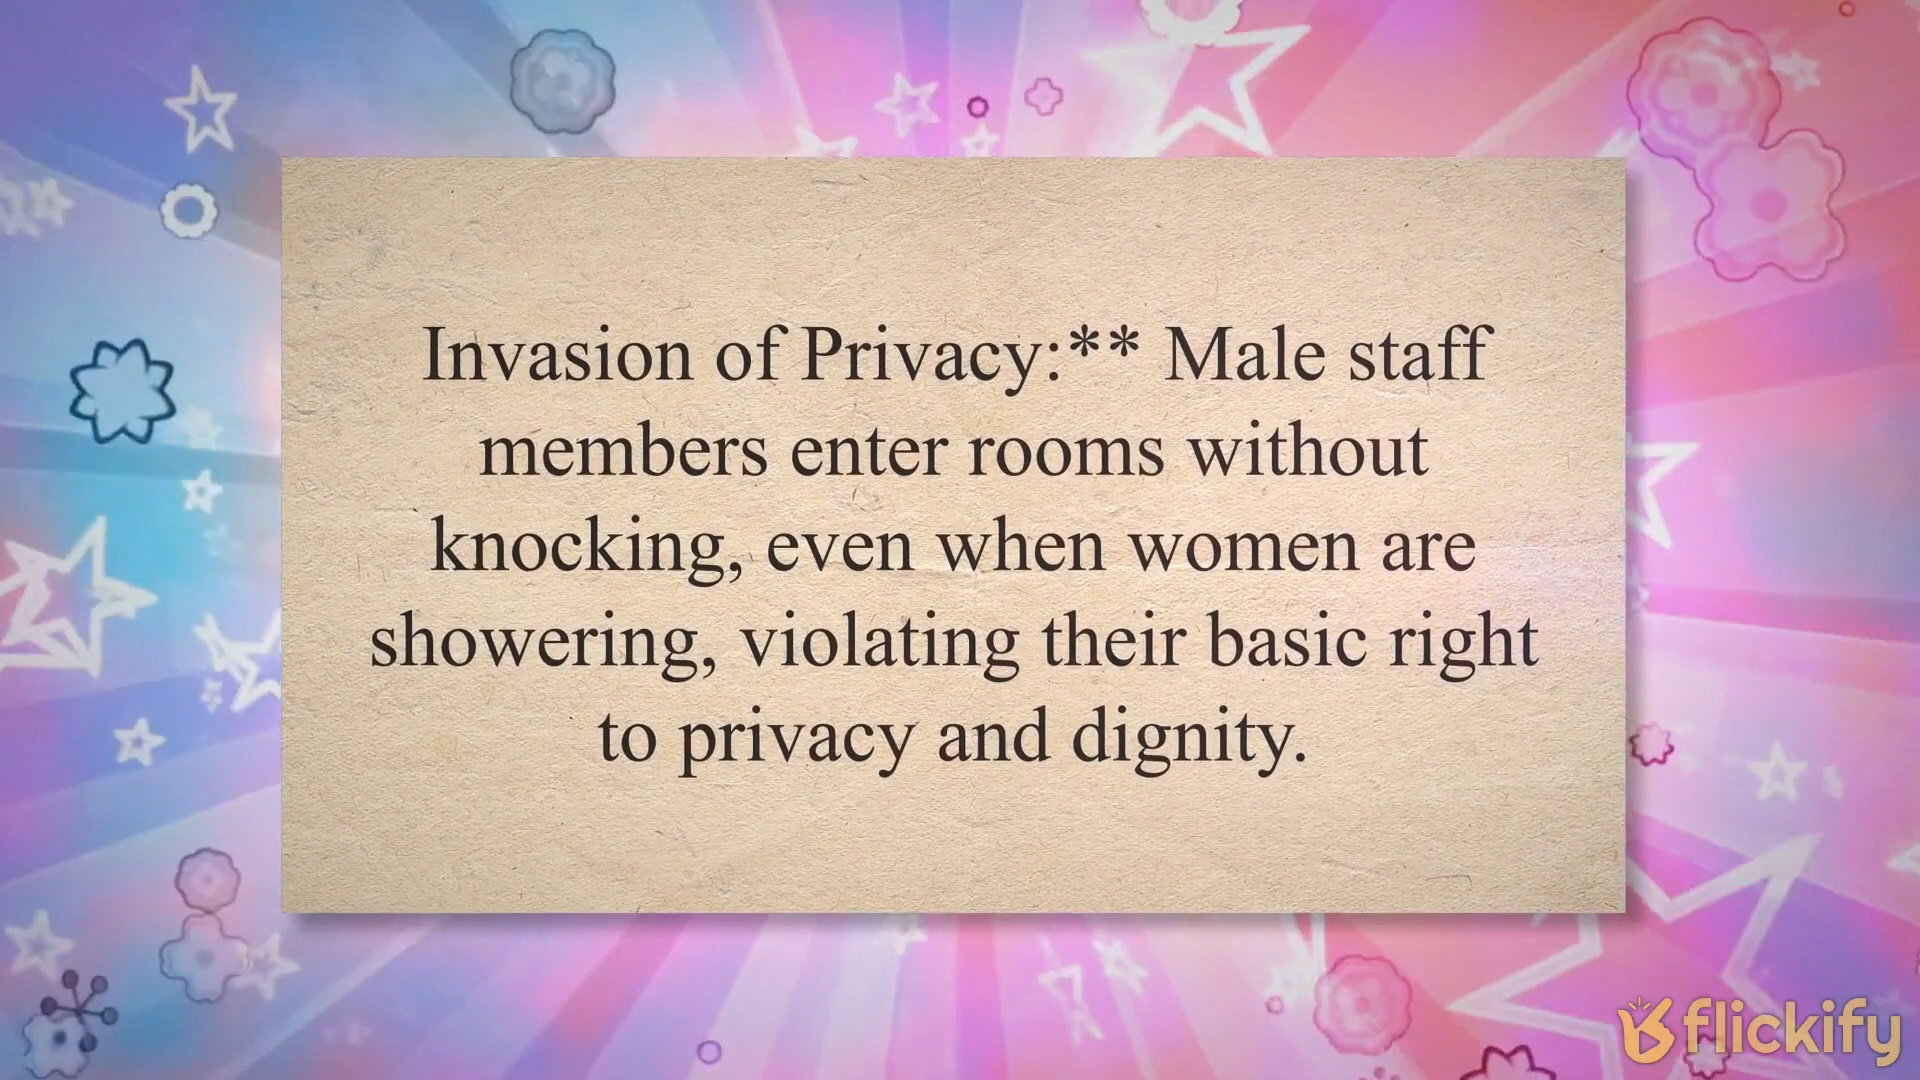 Invasion of Privacy:** Male staff
members enter rooms without
knocking, even when women are
showering, violating their basic right
to privacy and dignity.
flickify